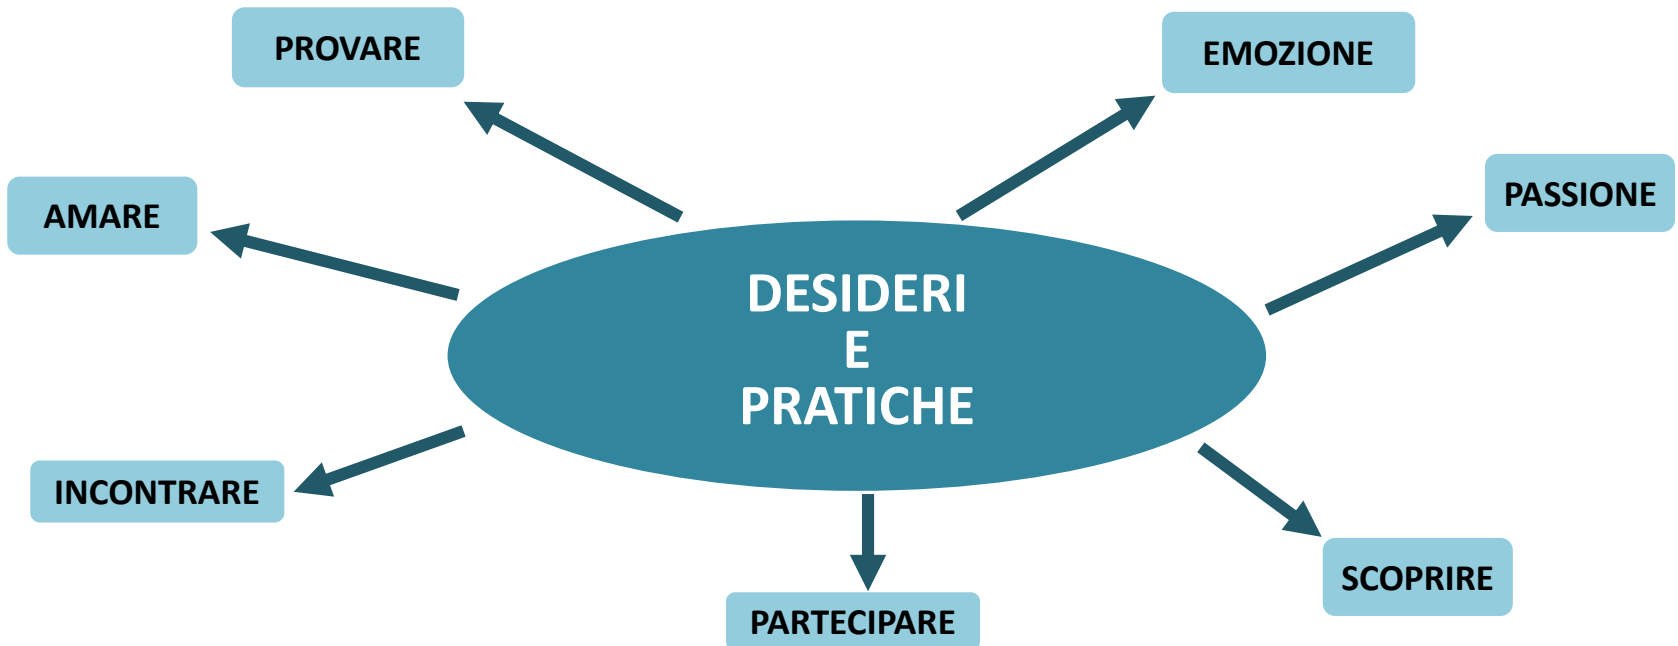 PROVARE
EMOZIONE
AMARE
PASSIONE
DESIDERI
E
PRATICHE
INCONTRARE
SCOPRIRE
PARTECIPARE